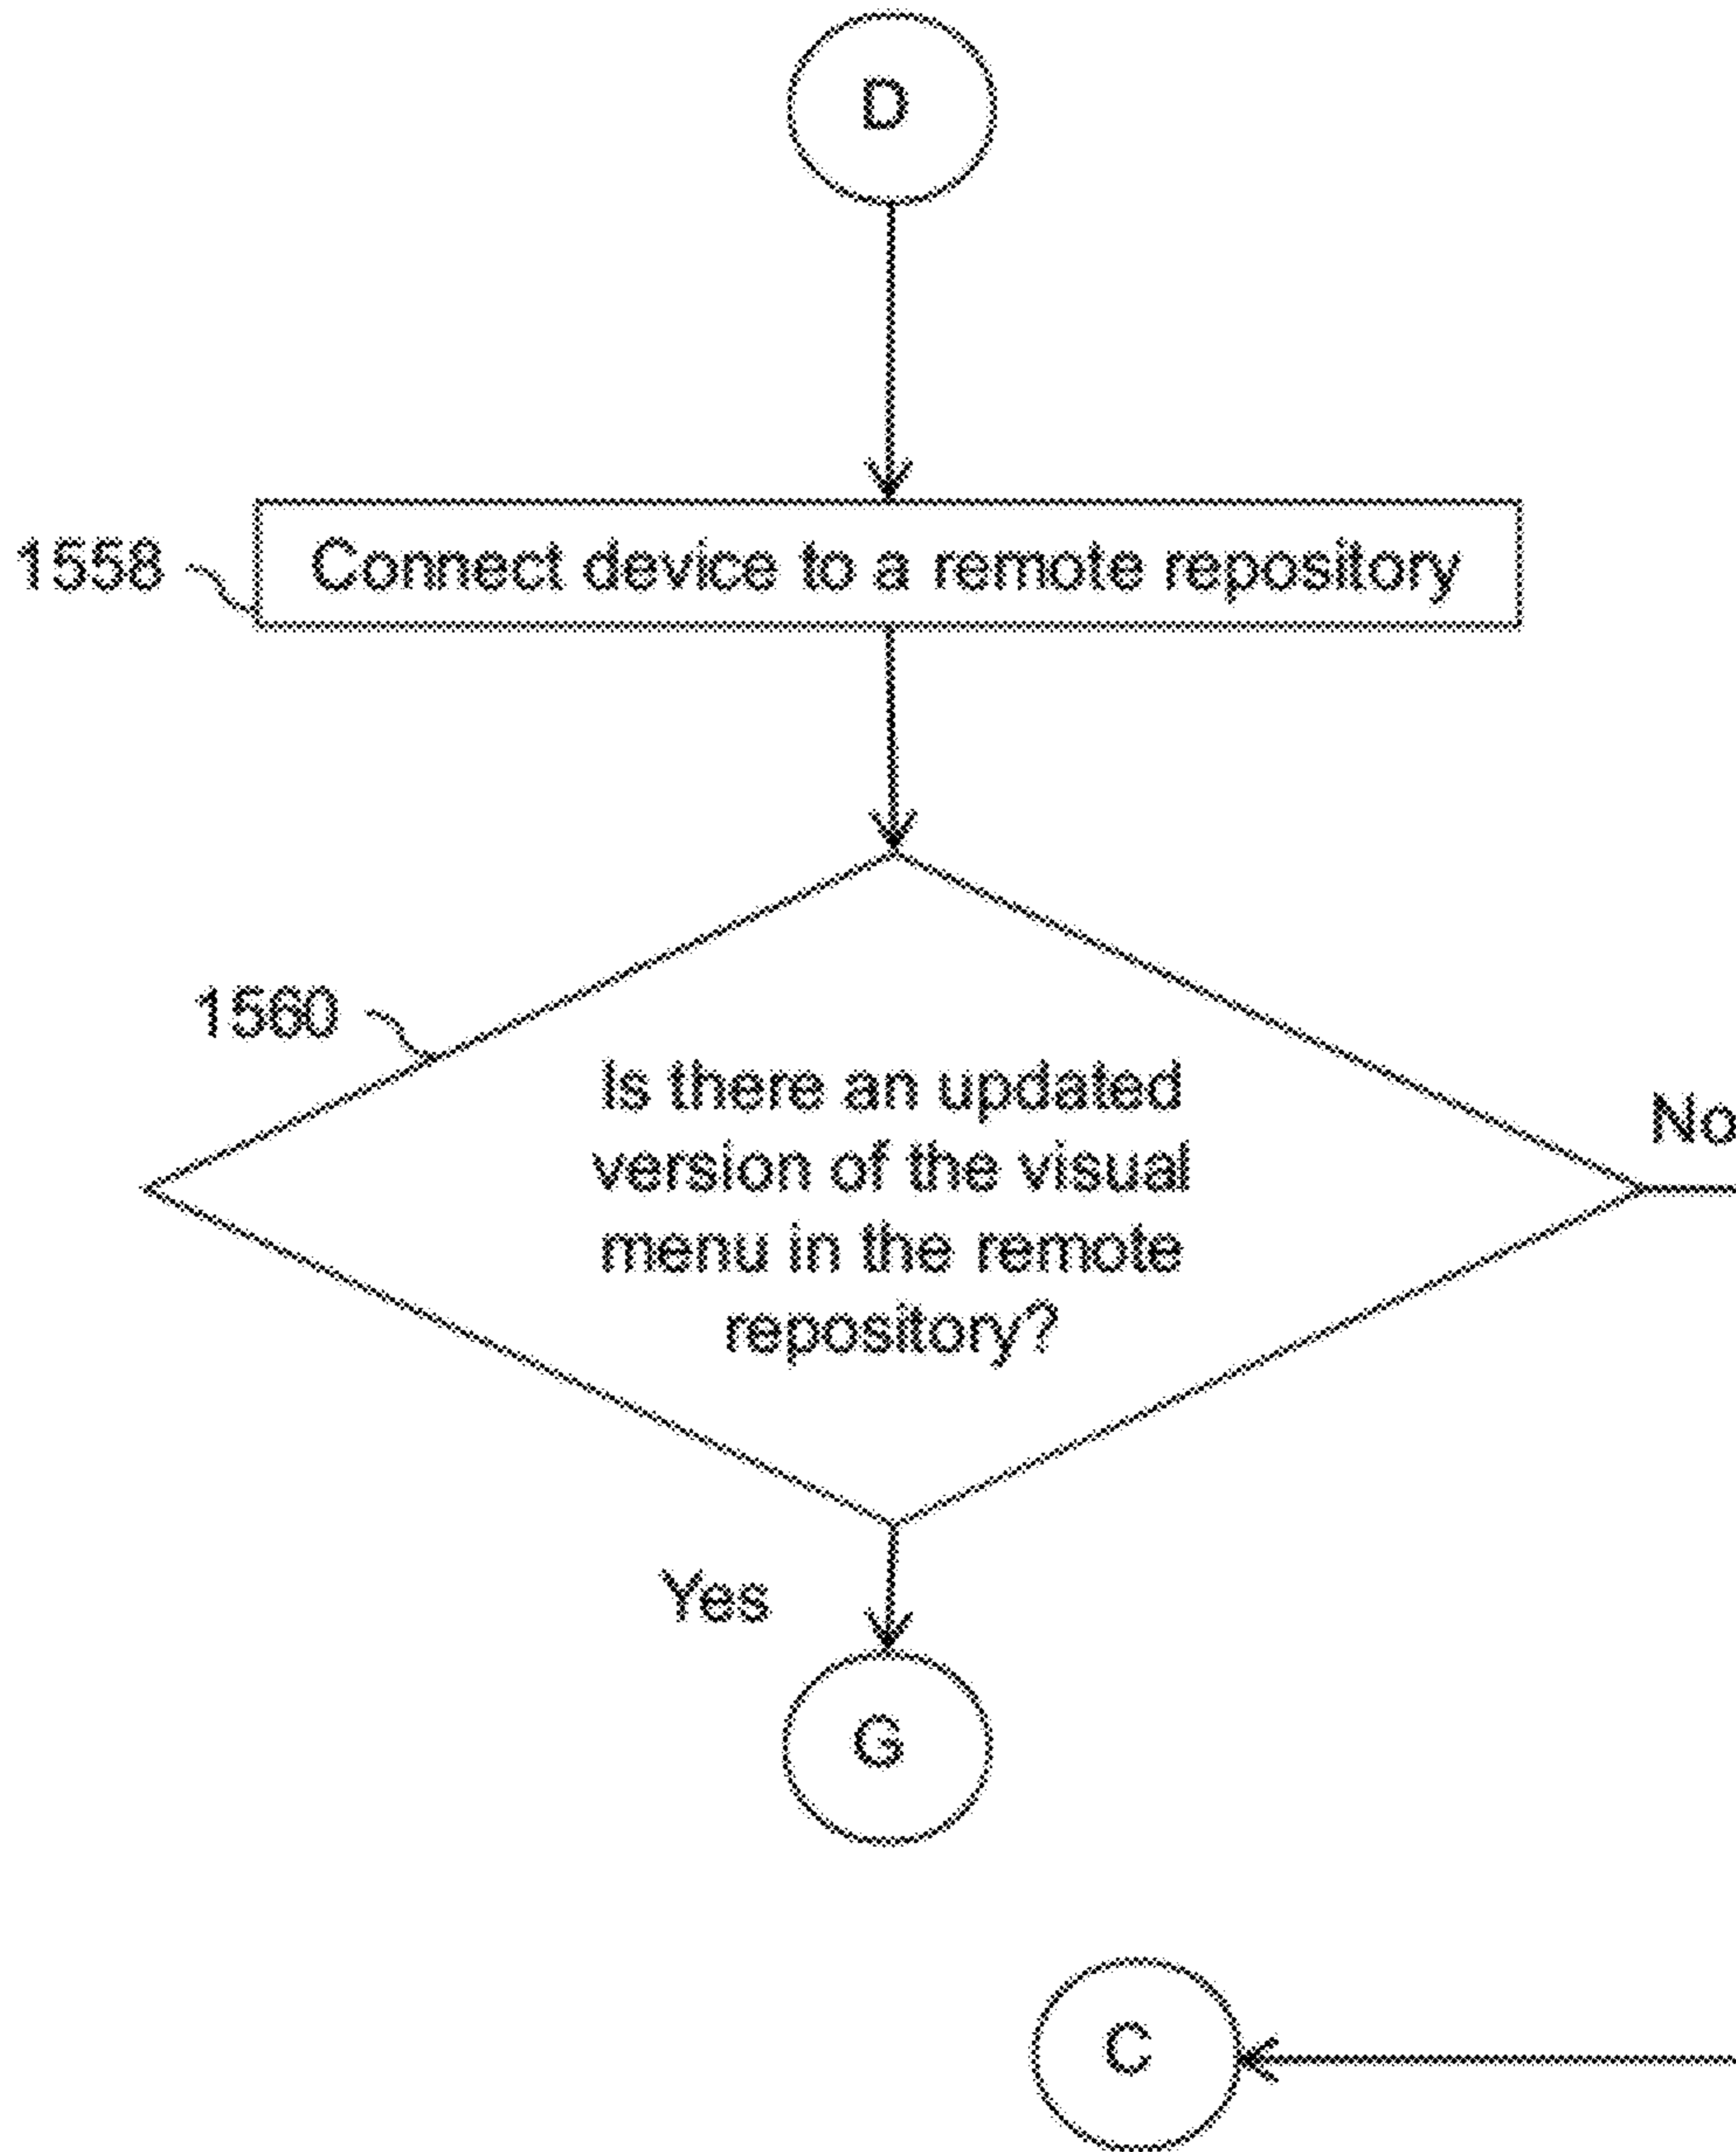 D
1558
Connect device to a remote repository
1560
Is there an updated
version of the visual
menu in the remote
repository?
No
Yes
G
C